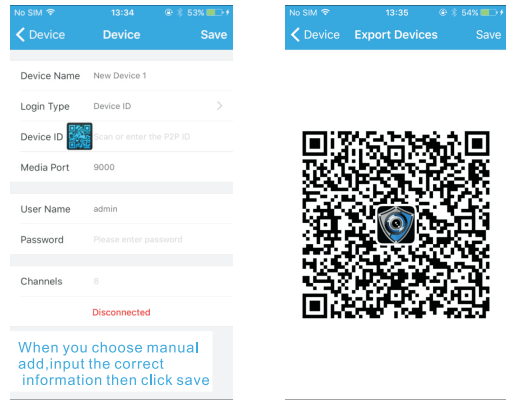 No SIM 13:34 53%
Device Device Save
Device Name New Device 1
Login Type Device ID
Device ID Scan or enter the P2P ID
Media Port 9000
User Name admin
Password Please enter password
Channels 8
Disconnected
When you choose manual
add,input the correct
information then click save
No SIM 13:35 54%
Device Export Devices Save